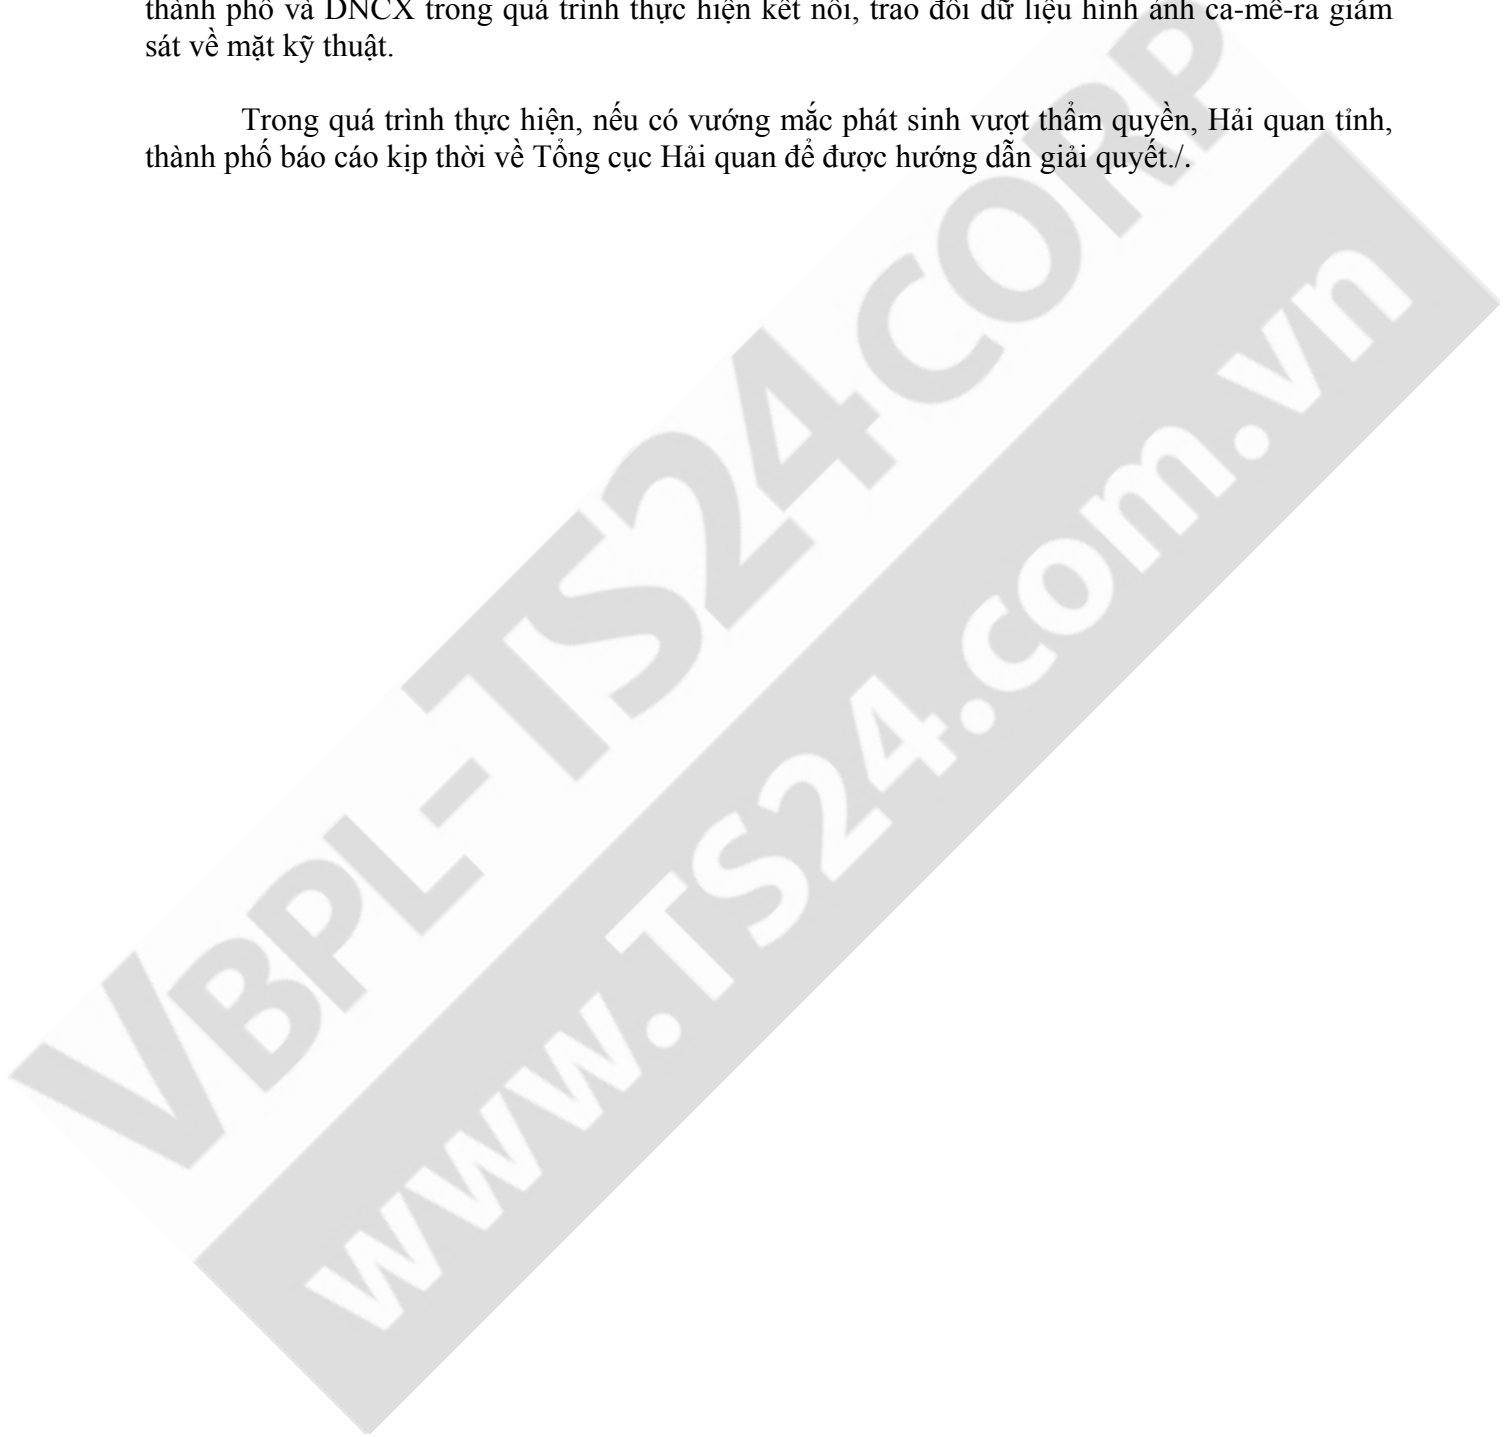 thành phố và DNCX trong quá trình thực hiện kết nối, trao đổi dữ liệu hình ảnh ca-mê-ra giám
sát về mặt kỹ thuật.
Trong quá trình thực hiện, nếu có vướng mắc phát sinh vượt thẩm quyền, Hải quan tỉnh,
thành phố báo cáo kịp thời về Tổng cục Hải quan để được hướng dẫn giải quyết./.
VBPL-TS24CORP
www.TS24.com.vn